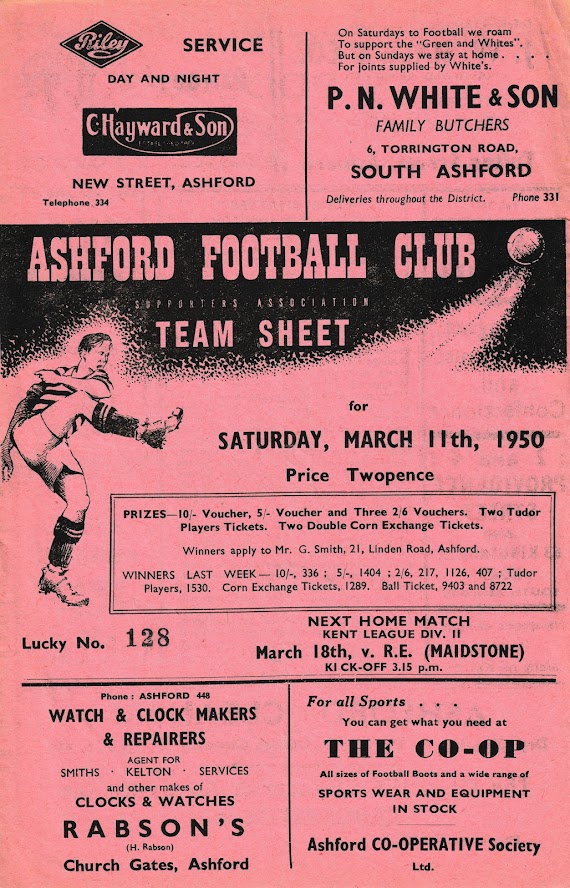 Riley SERVICE
DAY AND NIGHT
C. Hayward & Son
NEW STREET, ASHFORD
Telephone 334
On Saturdays to Football we roam
To support the "Green and Whites".
But on Sundays we stay at home . . . .
For joints supplied by White's.
P. N. WHITE & SON
FAMILY BUTCHERS
6, TORRINGTON ROAD,
SOUTH ASHFORD
Deliveries throughout the District. Phone 331
ASHFORD FOOTBALL CLUB
SUPPORTERS ASSOCIATION
TEAM SHEET
for
SATURDAY, MARCH 11th, 1950
Price Twopence
PRIZES—10/- Voucher, 5/- Voucher and Three 2/6 Vouchers. Two Tudor
Players Tickets. Two Double Corn Exchange Tickets.
Winners apply to Mr. G. Smith, 21, Linden Road, Ashford.
WINNERS LAST WEEK — 10/-, 336 ; 5/-, 1404 ; 2/6, 217, 1126, 407 ; Tudor
Players, 1530. Corn Exchange Tickets, 1289. Ball Ticket, 9403 and 8722
Lucky No. 128
NEXT HOME MATCH
KENT LEAGUE DIV. II
March 18th, v. R.E. (MAIDSTONE)
KICK-OFF 3.15 p.m.
Phone : ASHFORD 448
WATCH & CLOCK MAKERS
& REPAIRERS
AGENT FOR
SMITHS · KELTON · SERVICES
and other makes of
CLOCKS & WATCHES
RABSON'S
(H. Rabson)
Church Gates, Ashford
For all Sports . . .
You can get what you need at
THE CO-OP
All sizes of Football Boots and a wide range of
SPORTS WEAR AND EQUIPMENT
IN STOCK
Ashford CO-OPERATIVE Society
Ltd.